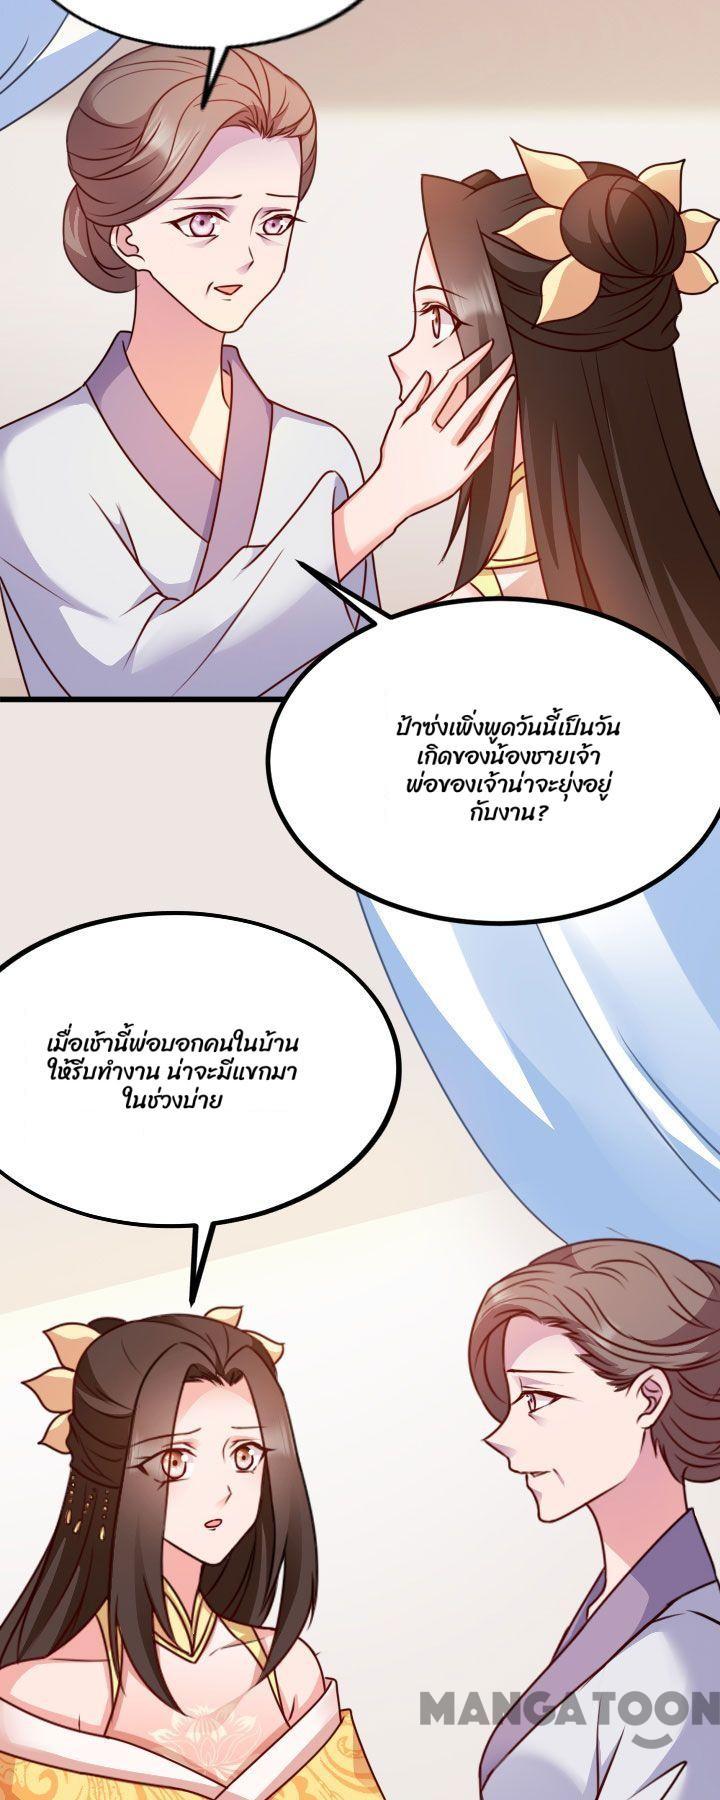 ป้าซ่งเพิ่งพูดวันนี้เป็นวัน
เกิดของน้องชายเจ้า
พ่อของเจ้าน่าจะยุ่งอยู่
กับงาน?
เมื่อเช้านี้พ่อบอกคนในบ้าน
ให้รีบทำงาน น่าจะมีแขกมา
ในช่วงบ่าย
MANGATOON